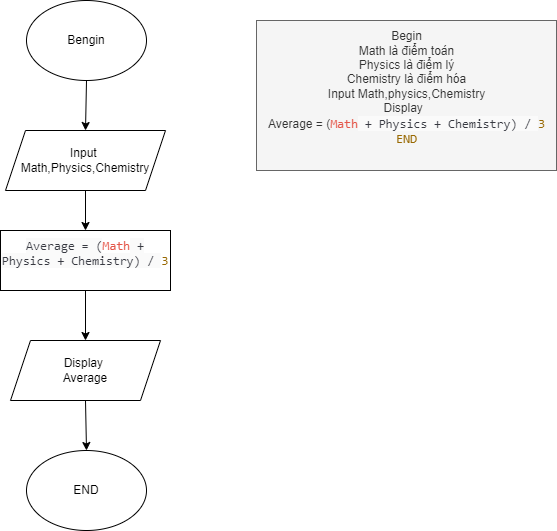 Bengin
Input
Math,Physics,Chemistry
Average = (Math +
Physics + Chemistry) / 3
Display
Average
END
Begin
Math là điểm toán
Physics là điểm lý
Chemistry là điểm hóa
Input Math,physics,Chemistry
Display
Average = (Math + Physics + Chemistry) / 3
END